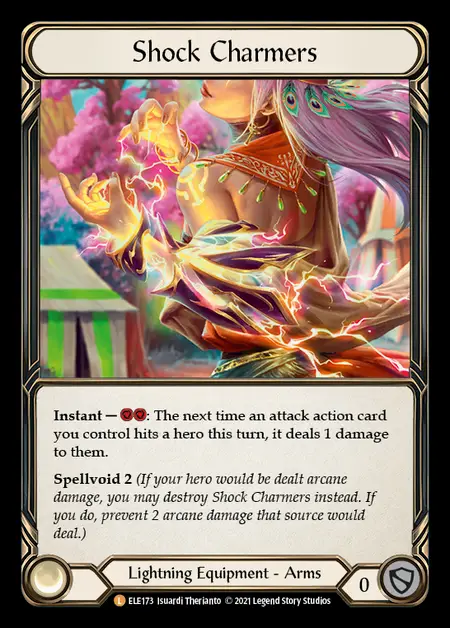 Shock Charmers
Instant — : The next time an attack action card
you control hits a hero this turn, it deals 1 damage
to them.
Spellvoid 2 (If your hero would be dealt arcane
damage, you may destroy Shock Charmers instead. If
you do, prevent 2 arcane damage that source would
deal.)
Lightning Equipment - Arms
0
L ELE173 Isuardi Therianto © 2021 Legend Story Studios